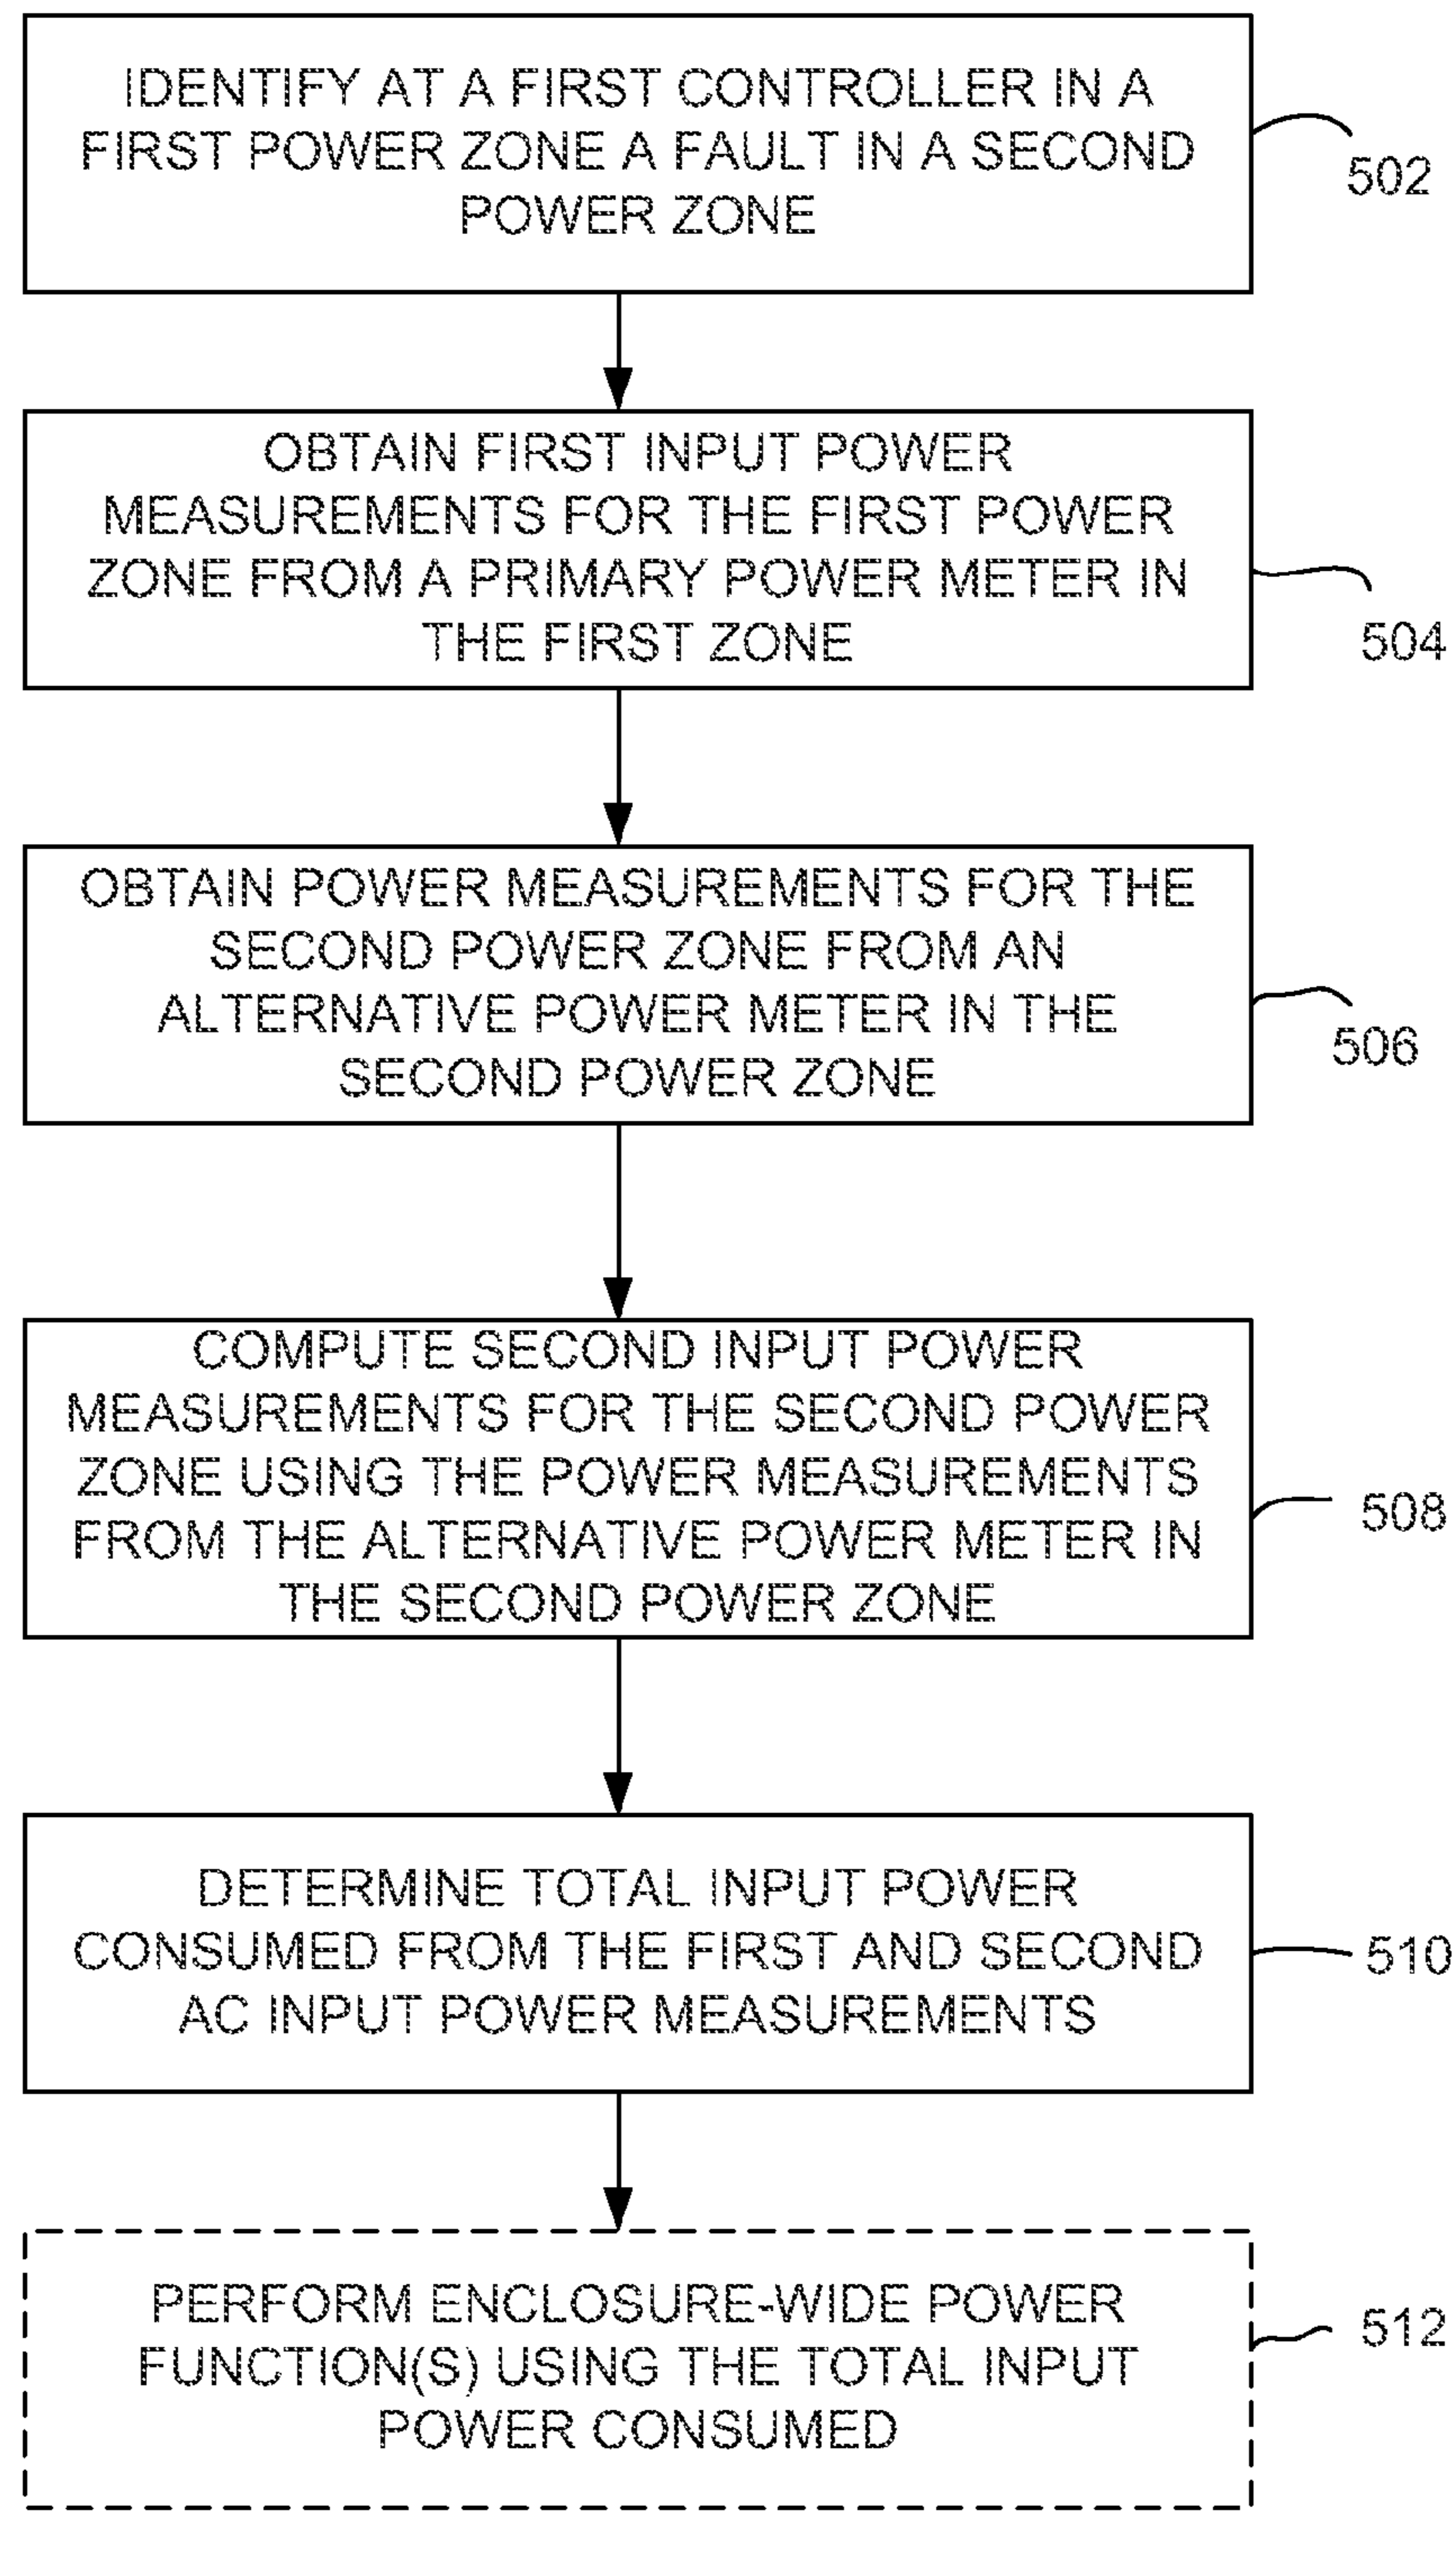 IDENTIFY AT A FIRST CONTROLLER IN A
FIRST POWER ZONE A FAULT IN A SECOND
POWER ZONE
502
OBTAIN FIRST INPUT POWER
MEASUREMENTS FOR THE FIRST POWER
ZONE FROM A PRIMARY POWER METER IN
THE FIRST ZONE
504
OBTAIN POWER MEASUREMENTS FOR THE
SECOND POWER ZONE FROM AN
ALTERNATIVE POWER METER IN THE
SECOND POWER ZONE
506
COMPUTE SECOND INPUT POWER
MEASUREMENTS FOR THE SECOND POWER
ZONE USING THE POWER MEASUREMENTS
FROM THE ALTERNATIVE POWER METER IN
THE SECOND POWER ZONE
508
DETERMINE TOTAL INPUT POWER
CONSUMED FROM THE FIRST AND SECOND
AC INPUT POWER MEASUREMENTS
510
PERFORM ENCLOSURE-WIDE POWER
FUNCTION(S) USING THE TOTAL INPUT
POWER CONSUMED
512